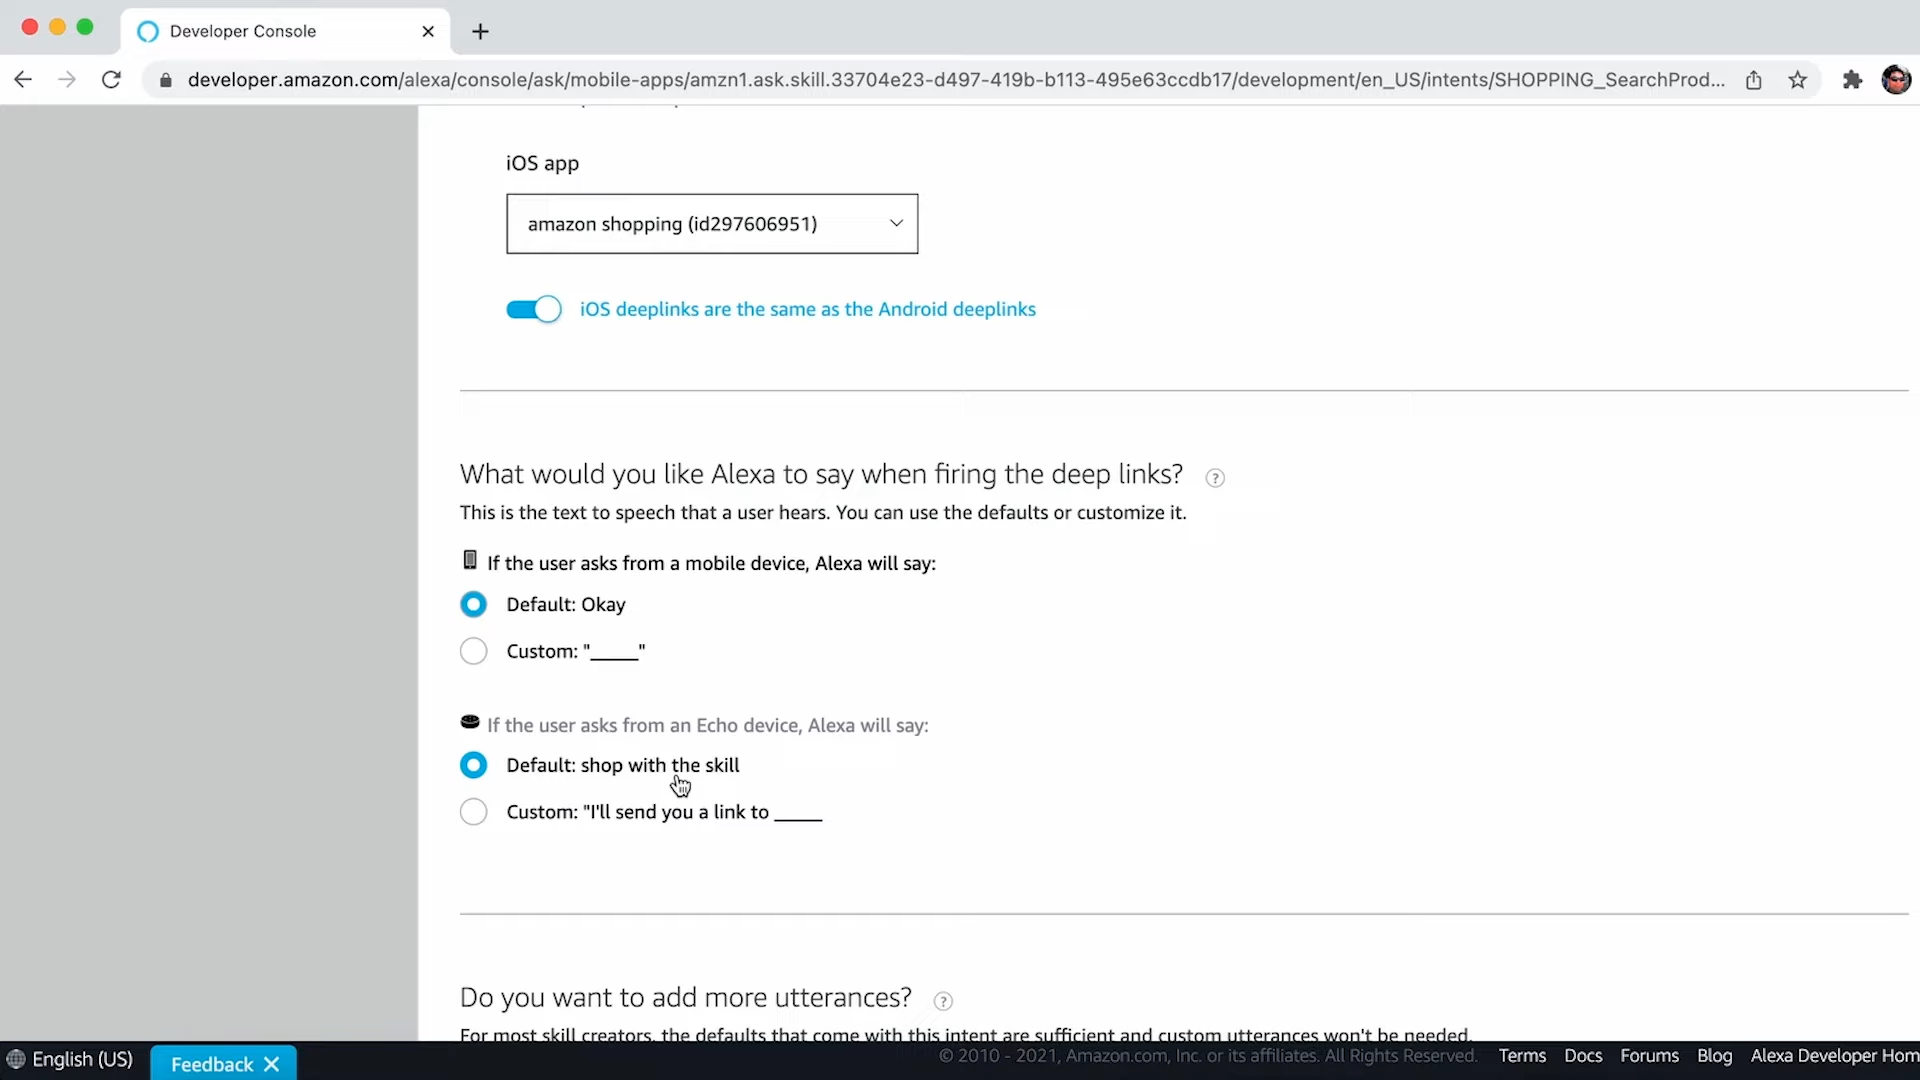 Developer Console
developer.amazon.com/alexa/console/ask/mobile-apps/amzn1.ask.skill.33704e23-d497-419b-b113-495e63ccdb17/development/en_US/intents/SHOPPING_SearchProd...
iOS app
amazon shopping (id297606951)
iOS deeplinks are the same as the Android deeplinks
What would you like Alexa to say when firing the deep links? ?
This is the text to speech that a user hears. You can use the defaults or customize it.
If the user asks from a mobile device, Alexa will say:
Default: Okay
Custom: "_____"
If the user asks from an Echo device, Alexa will say:
Default: shop with the skill
Custom: "I'll send you a link to _____
Do you want to add more utterances? ?
For most skill creators, the defaults that come with this intent are sufficient and custom utterances won't be needed.
English (US)
Feedback
© 2010 - 2021, Amazon.com, Inc. or its affiliates. All Rights Reserved.
Terms
Docs
Forums
Blog
Alexa Developer Hom